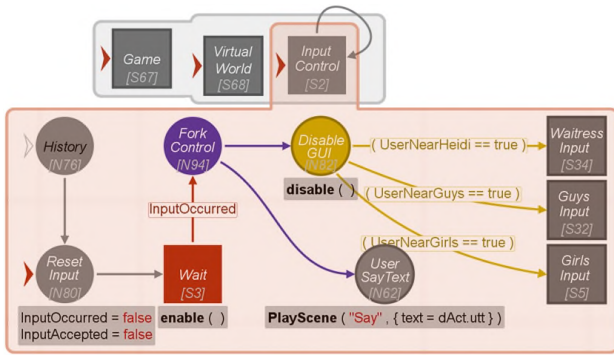 Game
[S67]
Virtual
World
[S68]
Input
Control
[S2]
History
[N76]
Fork
Control
[N94]
Disable
GUI
[N82]
disable ( )
( UserNearHeidi == true )
Waitress
Input
[S34]
( UserNearGuys == true )
Guys
Input
[S32]
InputOccurred
( UserNearGirls == true )
Reset
Input
[N80]
Wait
[S3]
User
SayText
[N62]
Girls
Input
[S5]
InputOccurred = false
InputAccepted = false
enable ( )
PlayScene ( "Say" , { text = dAct.utt } )